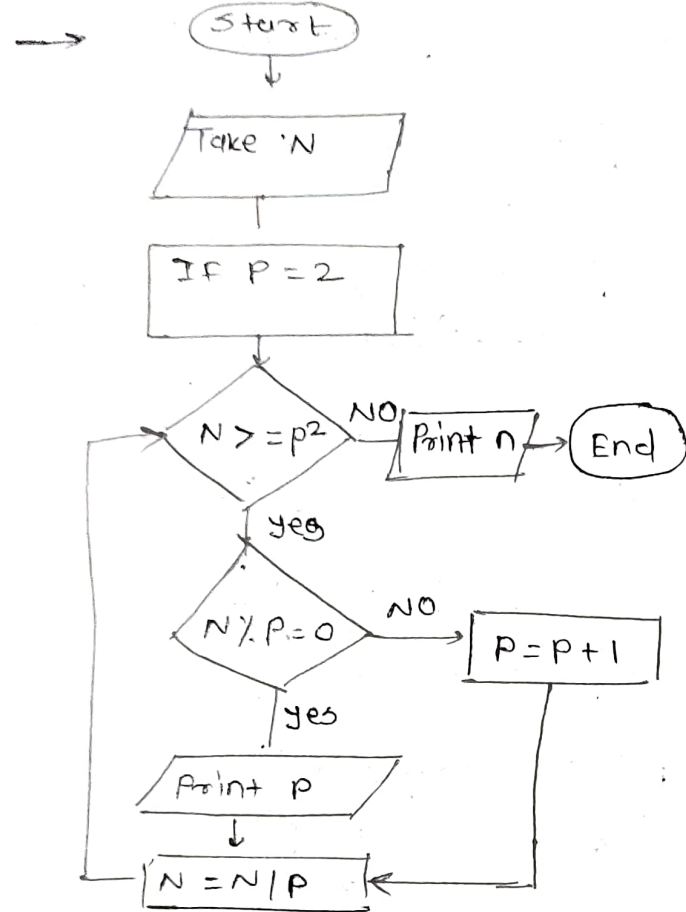 Start
Take 'N
If P = 2
N > = p²
NO
Print n
End
yes
N % P = 0
NO
P = P + 1
yes
Print P
N = N / P